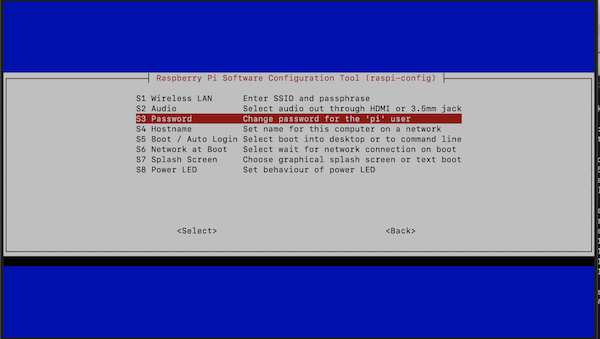 Raspberry Pi Software Configuration Tool (raspi-config)
S1 Wireless LAN Enter SSID and passphrase
S2 Audio Select audio out through HDMI or 3.5mm jack
S3 Password Change password for the 'pi' user
S4 Hostname Set name for this computer on a network
S5 Boot / Auto Login Select boot into desktop or to command line
S6 Network at Boot Select wait for network connection on boot
S7 Splash Screen Choose graphical splash screen or text boot
S8 Power LED Set behaviour of power LED
<Select> <Back>